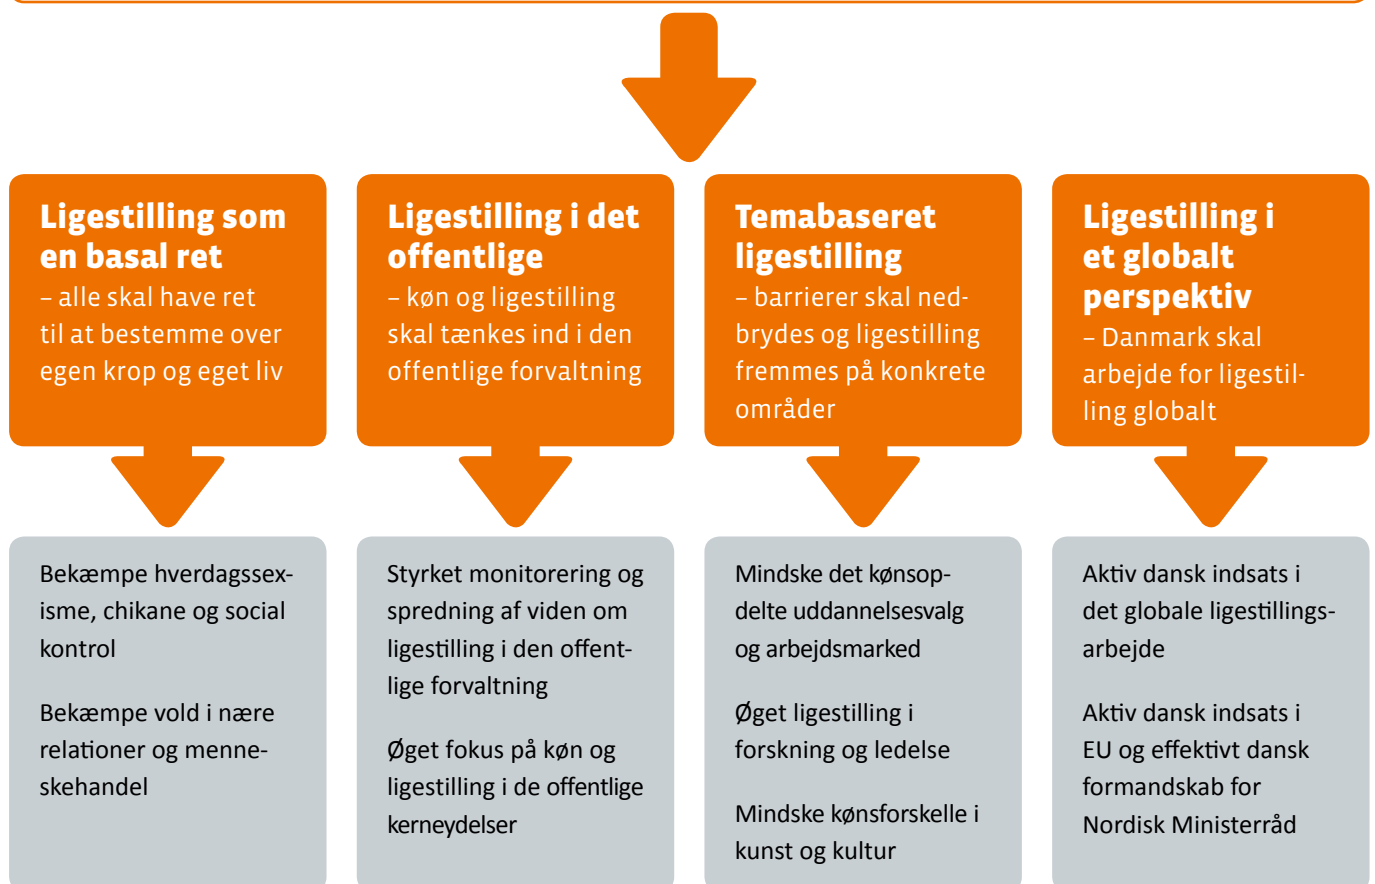 Ligestilling som
en basal ret
– alle skal have ret
til at bestemme over
egen krop og eget liv
Bekæmpe hverdagssex-
isme, chikane og social
kontrol
Bekæmpe vold i nære
relationer og menne-
skehandel
Ligestilling i det
offentlige
– køn og ligestilling
skal tænkes ind i den
offentlige forvaltning
Styrket monitorering og
spredning af viden om
ligestilling i den offent-
lige forvaltning
Øget fokus på køn og
ligestilling i de offentlige
kerneydelser
Temabaseret
ligestilling
– barrierer skal ned-
brydes og ligestilling
fremmes på konkrete
områder
Mindske det kønsop-
delte uddannelsesvalg
og arbejdsmarked
Øget ligestilling i
forskning og ledelse
Mindske kønsforskelle i
kunst og kultur
Ligestilling i
et globalt
perspektiv
– Danmark skal
arbejde for ligestil-
ling globalt
Aktiv dansk indsats i
det globale ligestillings-
arbejde
Aktiv dansk indsats i
EU og effektivt dansk
formandskab for
Nordisk Ministerråd